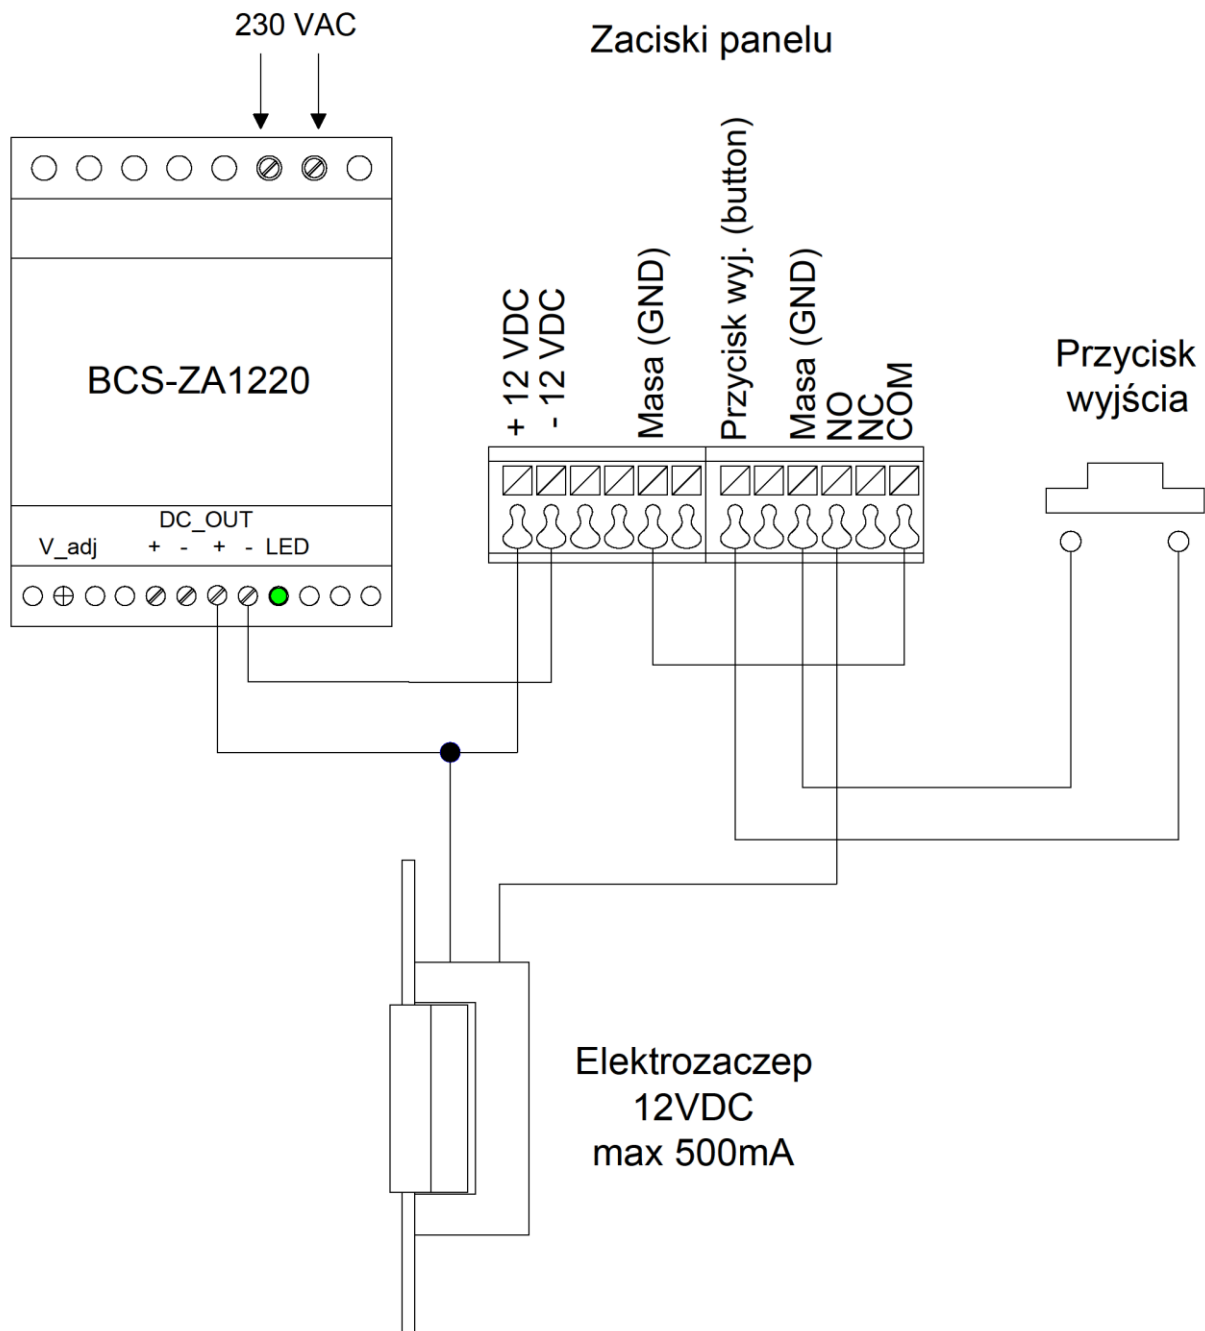 230 VAC
Zaciski panelu
BCS-ZA1220
DC_OUT
V_adj + - + - LED
+ 12 VDC
- 12 VDC
Masa (GND)
Przycisk wyj. (button)
Masa (GND)
NO
NC
COM
Przycisk
wyjścia
Elektrozaczep
12VDC
max 500mA